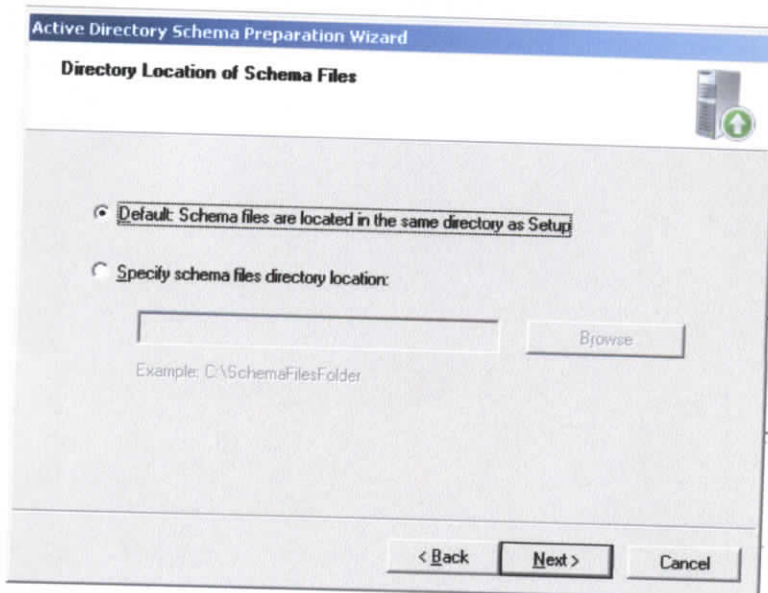 Active Directory Schema Preparation Wizard
Directory Location of Schema Files
Default: Schema files are located in the same directory as Setup
Specify schema files directory location:
Browse
Example: C:\SchemaFilesFolder
< Back
Next >
Cancel